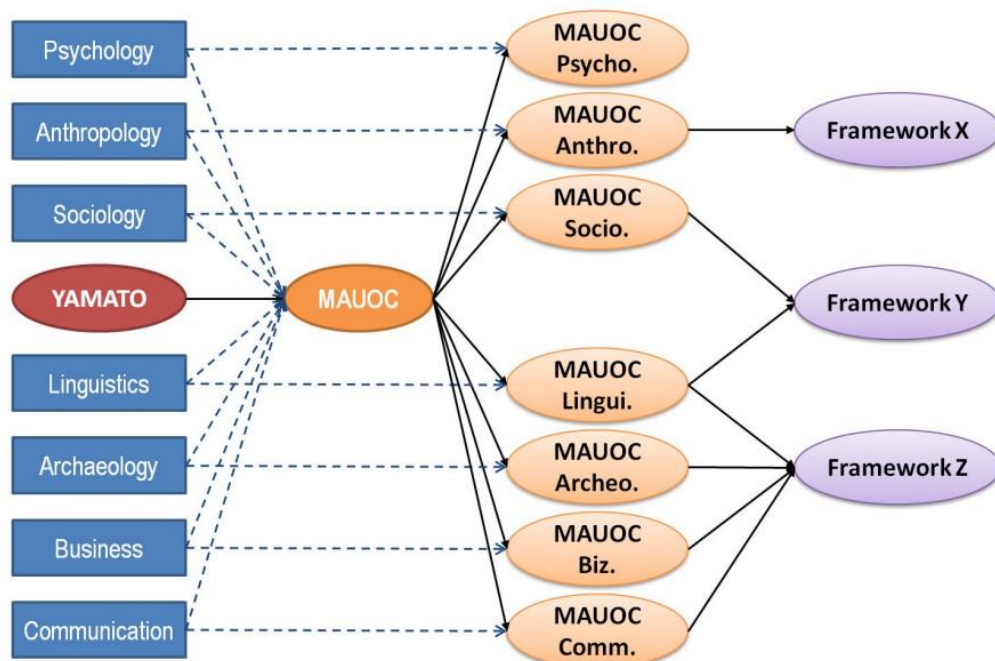 Psychology
MAUOC
Psycho.
Anthropology
MAUOC
Anthro.
Framework X
Sociology
MAUOC
Socio.
YAMATO
MAUOC
Framework Y
Linguistics
MAUOC
Lingui.
Archaeology
MAUOC
Archeo.
Framework Z
Business
MAUOC
Biz.
Communication
MAUOC
Comm.